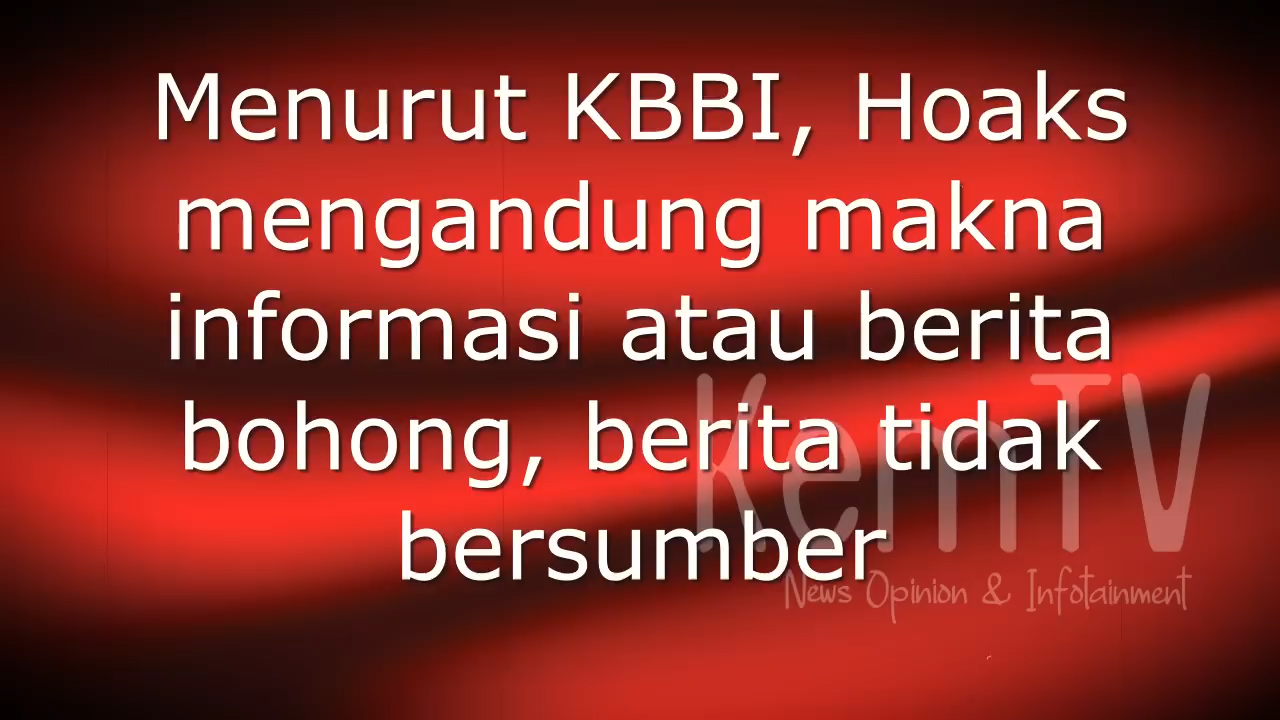 Menurut KBBI, Hoaks
mengandung makna
informasi atau berita
bohong, berita tidak
bersumber
KemTV
News Opinion & Infotainment